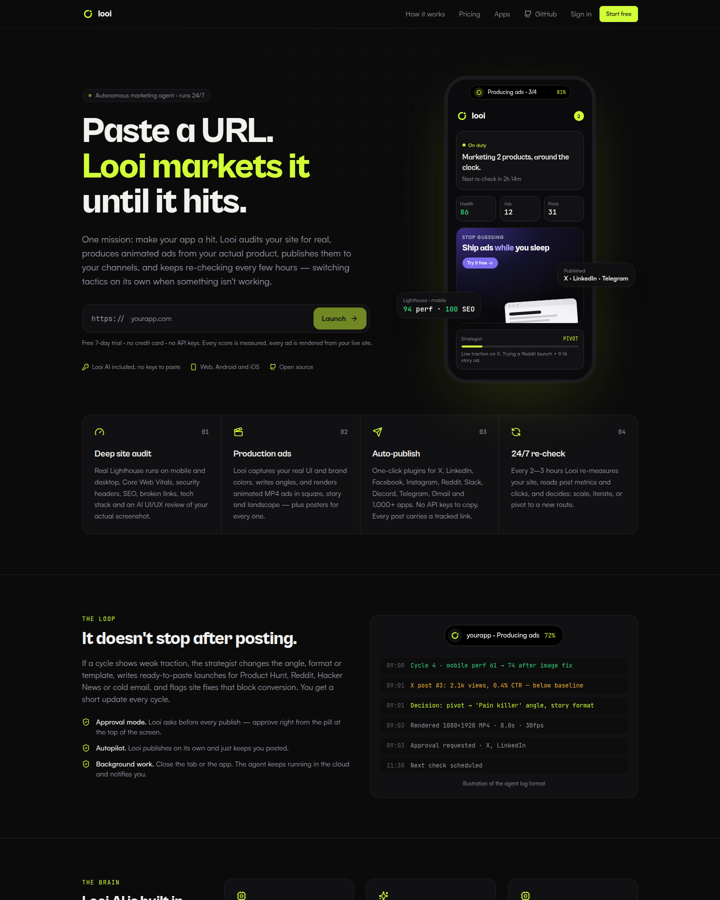 looi
How it works
Pricing
Apps
GitHub
Sign in
Start free
Autonomous marketing agent · runs 24/7
Paste a URL.
Looi markets it
until it hits.
One mission: make your app a hit. Looi audits your site for real,
produces animated ads from your actual product, publishes them to
your channels, and keeps re-checking every few hours — switching
tactics on its own when something isn't working.
https:// yourapp.com
Launch →
Free 7-day trial · no credit card · no API keys. Every score is measured, every ad is rendered from your live site.
Looi AI included, no keys to paste
Web, Android and iOS
Open source
Producing ads · 3/4 81%
looi
2
On duty
Marketing 2 products, around the
clock.
Next re-check in 2h 14m
Health
86
Ads
12
Posts
31
STOP GUESSING
Ship ads while you sleep
Try it free →
Published
X · LinkedIn · Telegram
Lighthouse · mobile
94 perf · 100 SEO
Strategist PIVOT
Low traction on X. Trying a Reddit launch + 9:16
story ad.
01
Deep site audit
Real Lighthouse runs on mobile and
desktop, Core Web Vitals, security
headers, SEO, broken links, tech
stack and an AI UI/UX review of your
actual screenshot.
02
Production ads
Looi captures your real UI and brand
colors, writes angles, and renders
animated MP4 ads in square, story
and landscape — plus posters for
every one.
03
Auto-publish
One-click plugins for X, LinkedIn,
Facebook, Instagram, Reddit, Slack,
Discord, Telegram, Gmail and
1,000+ apps. No API keys to copy.
Every post carries a tracked link.
04
24/7 re-check
Every 2–3 hours Looi re-measures
your site, reads post metrics and
clicks, and decides: scale, iterate, or
pivot to a new route.
THE LOOP
It doesn't stop after posting.
If a cycle shows weak traction, the strategist changes the angle, format or
template, writes ready-to-paste launches for Product Hunt, Reddit, Hacker
News or cold email, and flags site fixes that block conversion. You get a
short update every cycle.
Approval mode. Looi asks before every publish — approve right from the pill at
the top of the screen.
Autopilot. Looi publishes on its own and just keeps you posted.
Background work. Close the tab or the app. The agent keeps running in the cloud
and notifies you.
yourapp · Producing ads 72%
09:00 Cycle 4 · mobile perf 61 → 74 after image fix
09:01 X post #3: 2.1k views, 0.4% CTR — below baseline
09:01 Decision: pivot → 'Pain killer' angle, story format
09:03 Rendered 1080×1920 MP4 · 8.0s · 30fps
09:03 Approval requested · X, LinkedIn
11:30 Next check scheduled
Illustration of the agent log format
THE BRAIN
Looi AI is built in